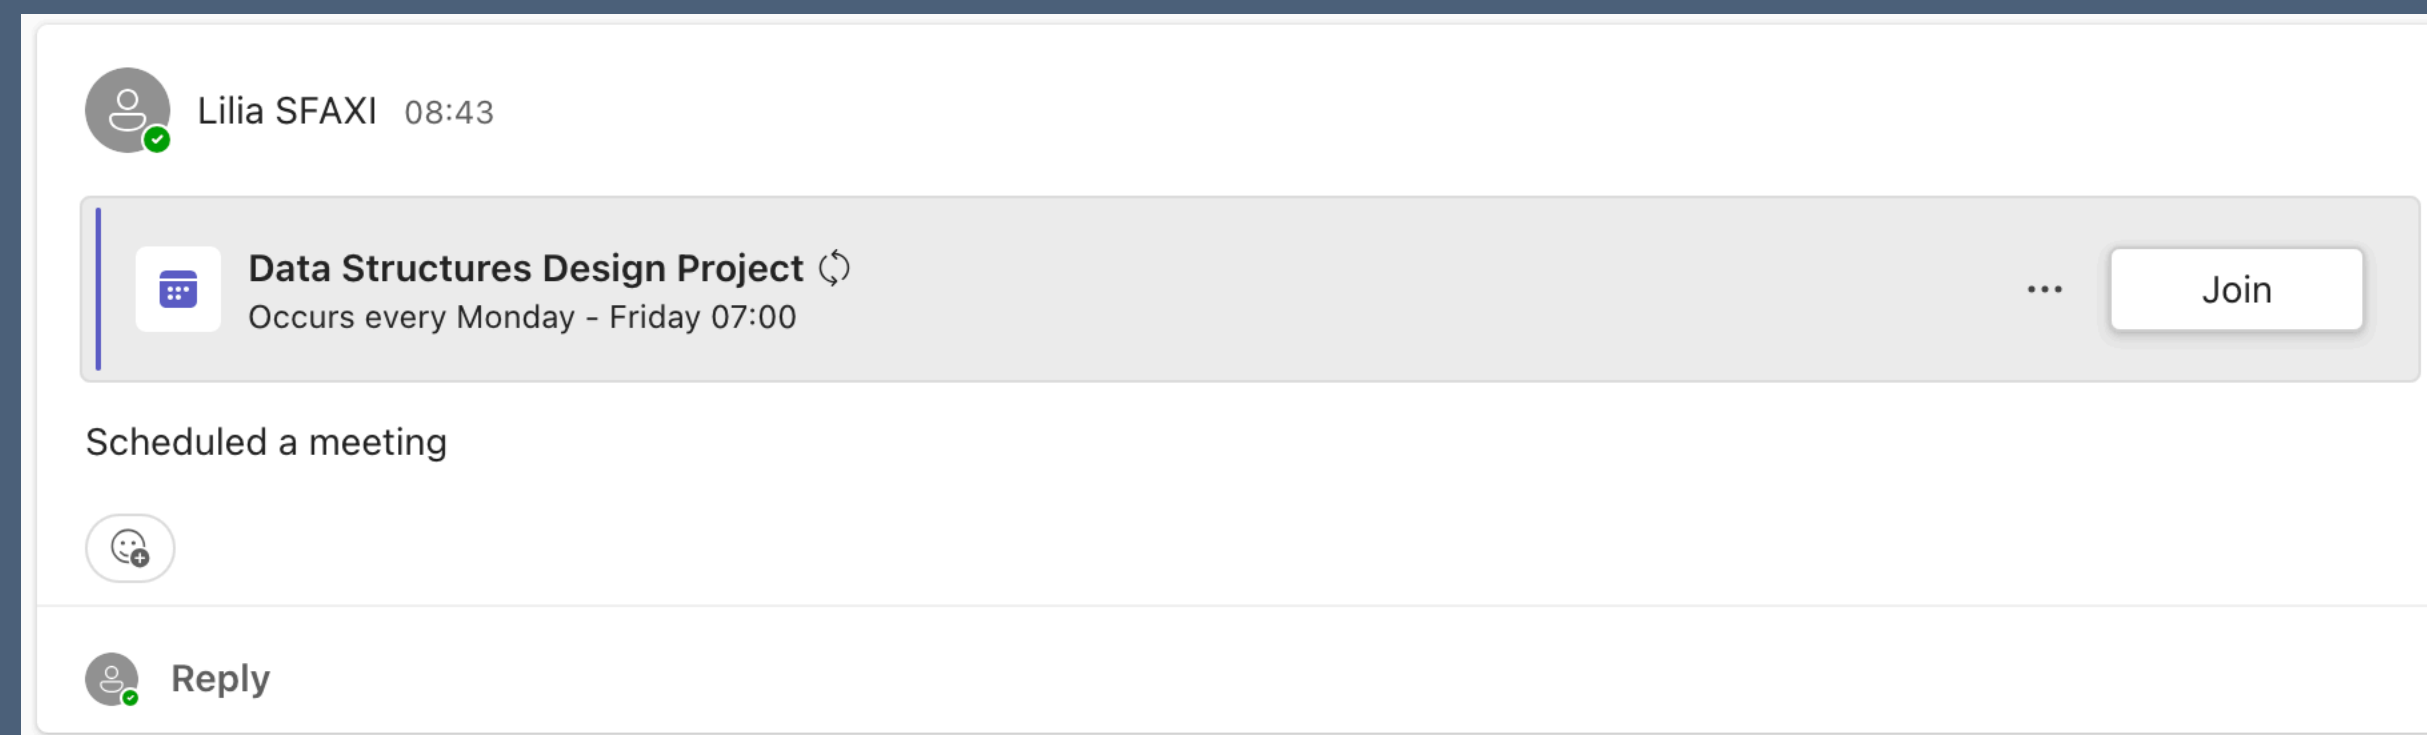 Lilia SFAXI 08:43
Data Structures Design Project
Occurs every Monday - Friday 07:00
Join
Scheduled a meeting
Reply